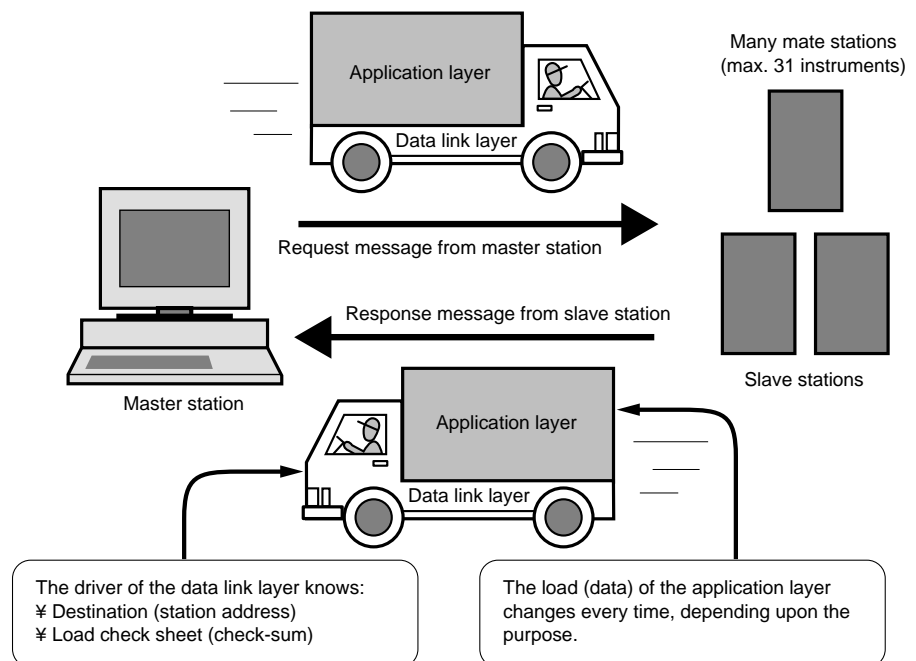 Application layer
Data link layer
Many mate stations
(max. 31 instruments)
Request message from master station
Response message from slave station
Master station
Slave stations
Application layer
Data link layer
The driver of the data link layer knows:
¥ Destination (station address)
¥ Load check sheet (check-sum)
The load (data) of the application layer
changes every time, depending upon the
purpose.